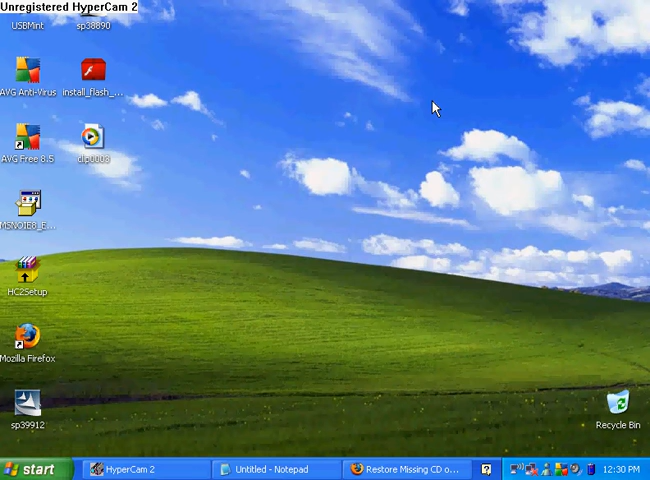 Unregistered HyperCam 2
USBMint
sp38890
AVG Anti-Virus
install_flash_...
AVG Free 8.5
clp0003
MSNOIE8_E...
HC2Setup
Mozilla Firefox
sp39912
Recycle Bin
start
HyperCam 2
Untitled - Notepad
Restore Missing CD o...
12:30 PM